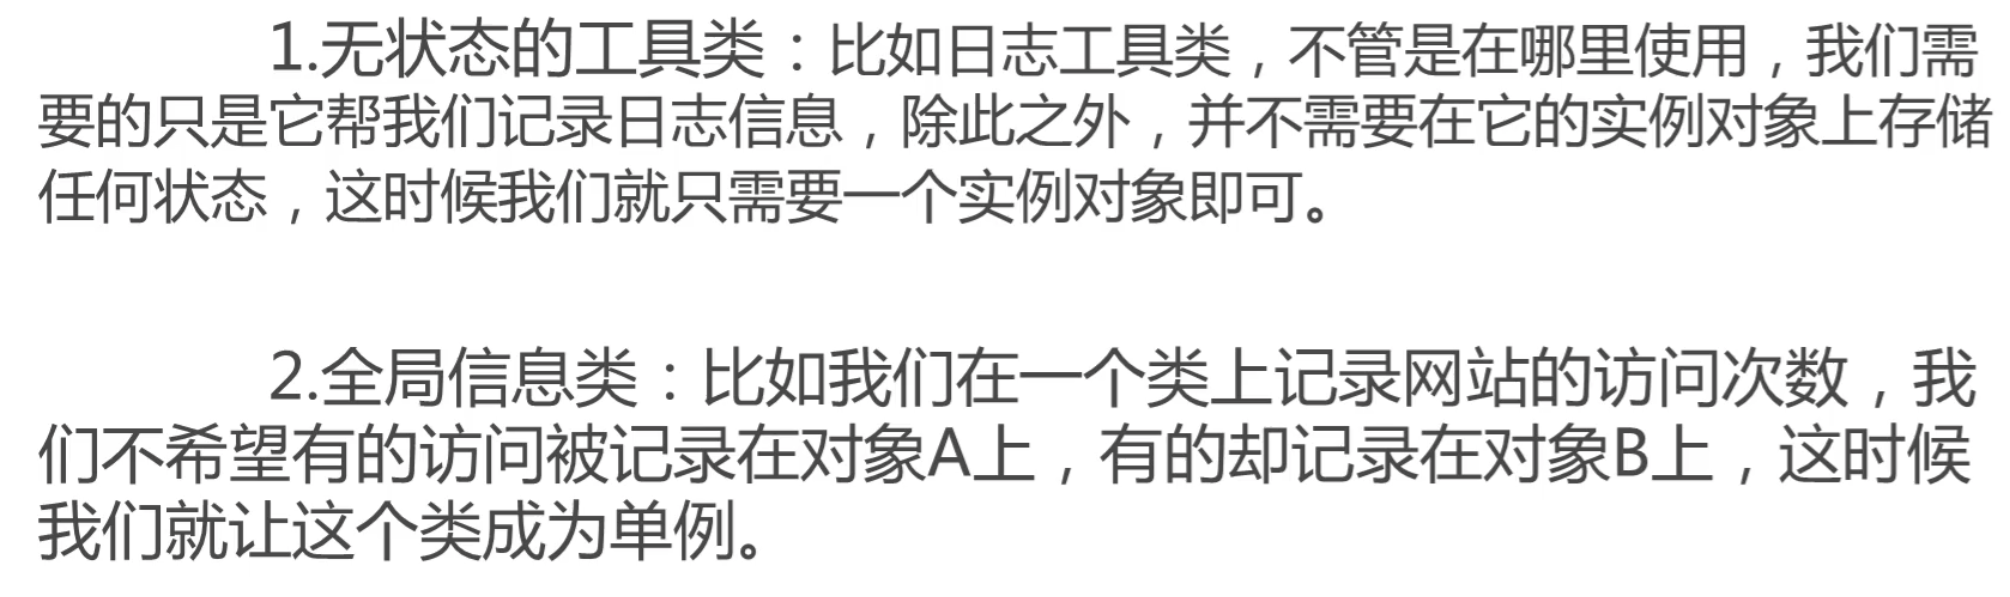 1.无状态的工具类：比如日志工具类，不管是在哪里使用，我们需
要的只是它帮我们记录日志信息，除此之外，并不需要在它的实例对象上存储
任何状态，这时候我们就只需要一个实例对象即可。
2.全局信息类：比如我们在一个类上记录网站的访问次数，我
们不希望有的访问被记录在对象A上，有的却记录在对象B上，这时候
我们就让这个类成为单例。